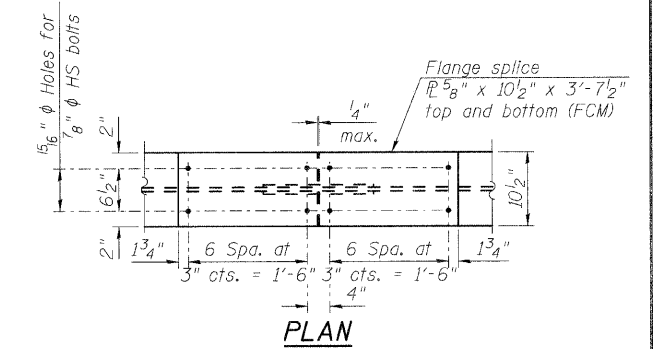 15/16" φ Holes for
7/8" φ HS bolts
Flange splice
℄ 5/8" x 10 1/2" x 3'-7 1/2"
top and bottom (FCM)
1/4"
max.
2"
6 1/2"
2"
10 1/2"
1 3/4"
6 Spa. at
3" cts. = 1'-6"
6 Spa. at
3" cts. = 1'-6"
1 3/4"
4"
PLAN